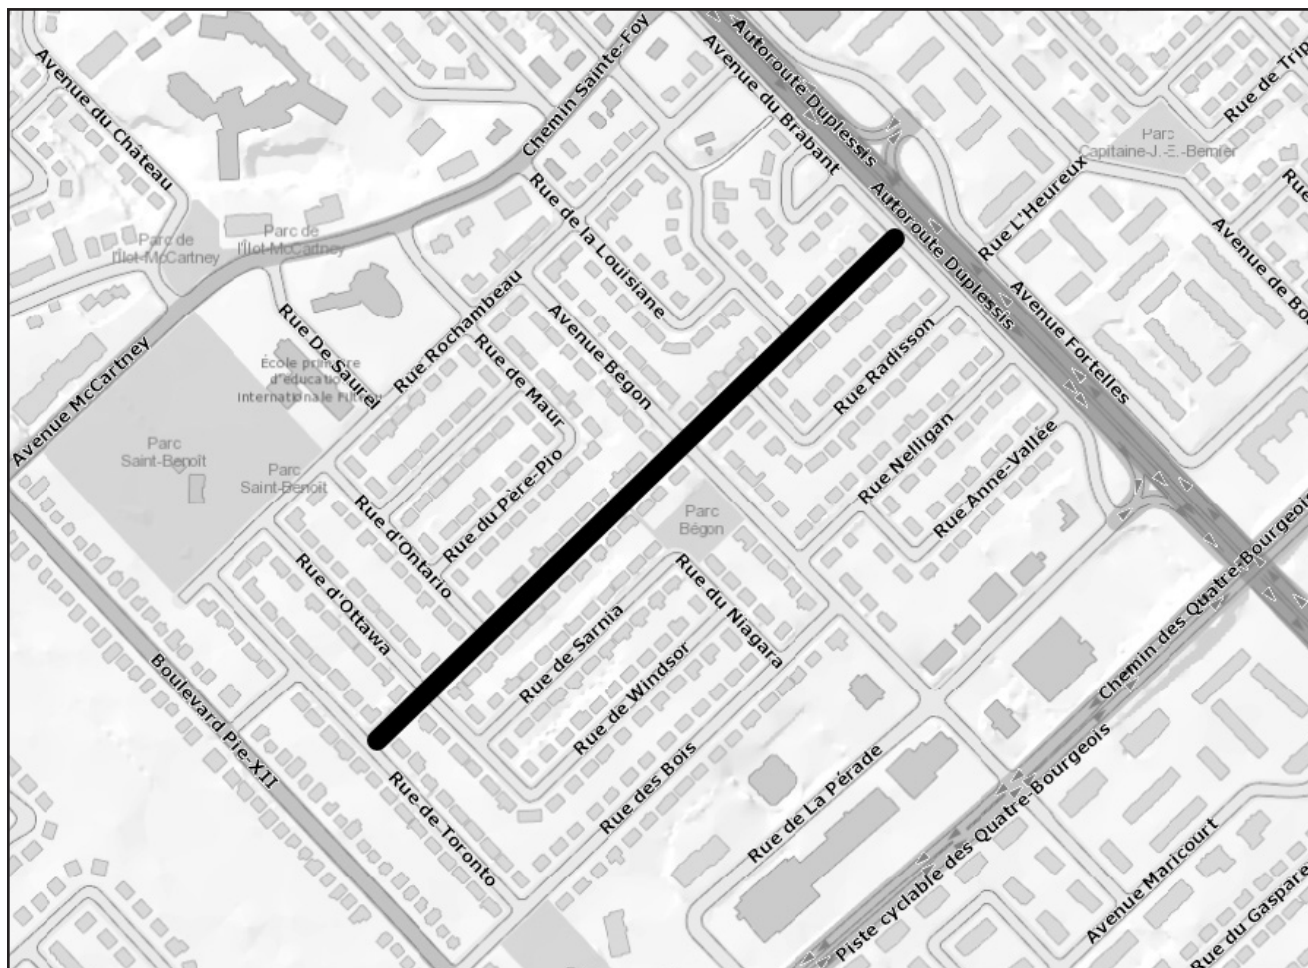 Autoroute Duplessis
Avenue du Brabant
Chemin Sainte-Foy
Avenue du Château
Rue de Trip
Parc
Capitaine-J.-E.-Bernier
Rue L'Heureux
Autoroute Duplessis
Rue de la Louisiane
Parc de
l'Îlot-McCartney
Parc de
l'Îlot-McCartney
Avenue de Bo
Rue De Saurel
Rue Rochambeau
Avenue Bégon
Rue de Maur
Avenue Fortelles
Rue Radisson
École primaire
d'éducation
internationale Filteau
Avenue McCartney
Parc
Saint-Benoît
Parc
Saint-Benoît
Rue Nelligan
Rue Anne-Vallée
Rue du Père-Pio
Rue d'Ontario
Parc
Bégon
Rue d'Ottawa
Rue du Niagara
Rue de Sarnia
Rue de Windsor
Chemin des Quatre-Bourgeois
Boulevard Pie-XII
Rue de Toronto
Rue des Bois
Rue de La Pérade
Piste cyclable des Quatre-Bourgeois
Avenue Maricourt
Rue du Gaspare